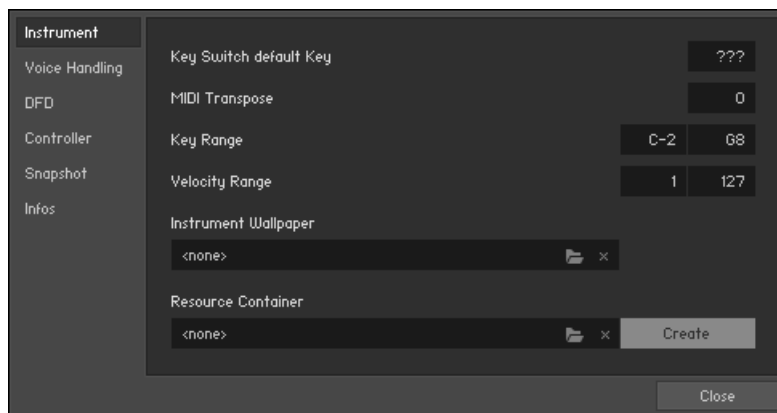 Instrument
Voice Handling
DFD
Controller
Snapshot
Infos
Key Switch default Key ???
MIDI Transpose 0
Key Range C-2 G8
Velocity Range 1 127
Instrument Wallpaper
<none>
Resource Container
<none> Create
Close